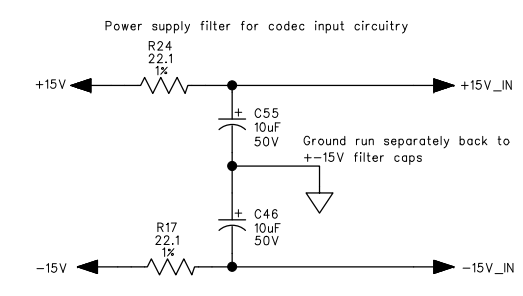 Power supply filter for codec input circuitry
R24
22.1
1%
+15V
+15V_IN
+
C55
10uF
50V
Ground run separately back to
+-15V filter caps
+
C46
10uF
50V
R17
22.1
1%
-15V
-15V_IN